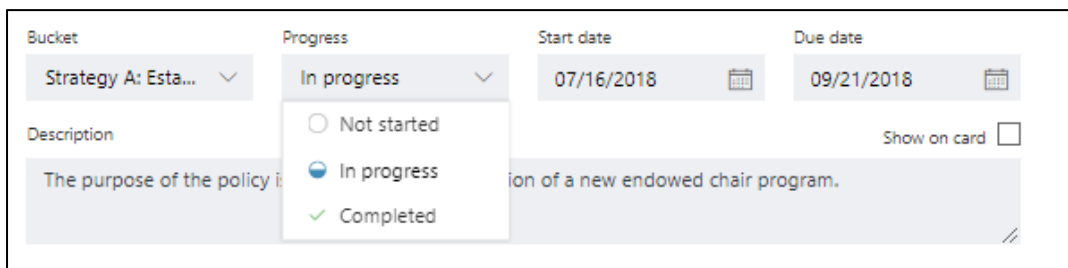 Bucket Progress Start date Due date
Strategy A: Esta... In progress 07/16/2018 09/21/2018
Not started
Description Show on card
In progress
The purpose of the policy i ion of a new endowed chair program.
Completed